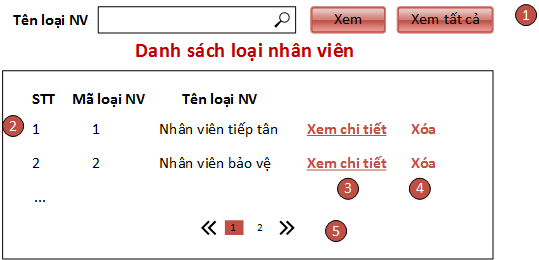 Tên loại NV Xem Xem tất cả 1
Danh sách loại nhân viên
STT Mã loại NV Tên loại NV
2 1 1 Nhân viên tiếp tân Xem chi tiết Xóa
2 2 Nhân viên bảo vệ Xem chi tiết Xóa
... 3 4
« 1 2 » 5